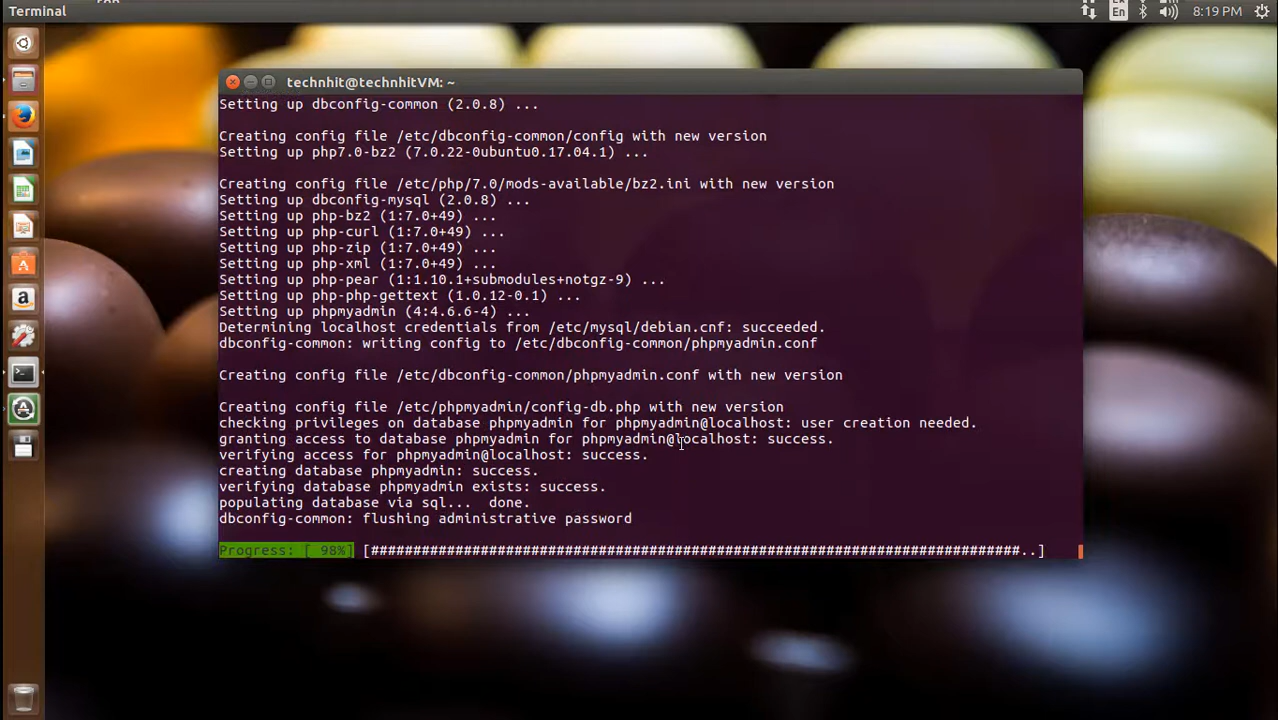 Terminal
En
8:19 PM
technhit@technhitVM: ~
Setting up dbconfig-common (2.0.8) ...
Creating config file /etc/dbconfig-common/config with new version
Setting up php7.0-bz2 (7.0.22-0ubuntu0.17.04.1) ...
Creating config file /etc/php/7.0/mods-available/bz2.ini with new version
Setting up dbconfig-mysql (2.0.8) ...
Setting up php-bz2 (1:7.0+49) ...
Setting up php-curl (1:7.0+49) ...
Setting up php-zip (1:7.0+49) ...
Setting up php-xml (1:7.0+49) ...
Setting up php-pear (1:1.10.1+submodules+notgz-9) ...
Setting up php-php-gettext (1.0.12-0.1) ...
Setting up phpmyadmin (4:4.6.6-4) ...
Determining localhost credentials from /etc/mysql/debian.cnf: succeeded.
dbconfig-common: writing config to /etc/dbconfig-common/phpmyadmin.conf
Creating config file /etc/dbconfig-common/phpmyadmin.conf with new version
Creating config file /etc/phpmyadmin/config-db.php with new version
checking privileges on database phpmyadmin for phpmyadmin@localhost: user creation needed.
granting access to database phpmyadmin for phpmyadmin@localhost: success.
verifying access for phpmyadmin@localhost: success.
creating database phpmyadmin: success.
verifying database phpmyadmin exists: success.
populating database via sql...  done.
dbconfig-common: flushing administrative password
Progress: [ 98%] [#############################################################################..]